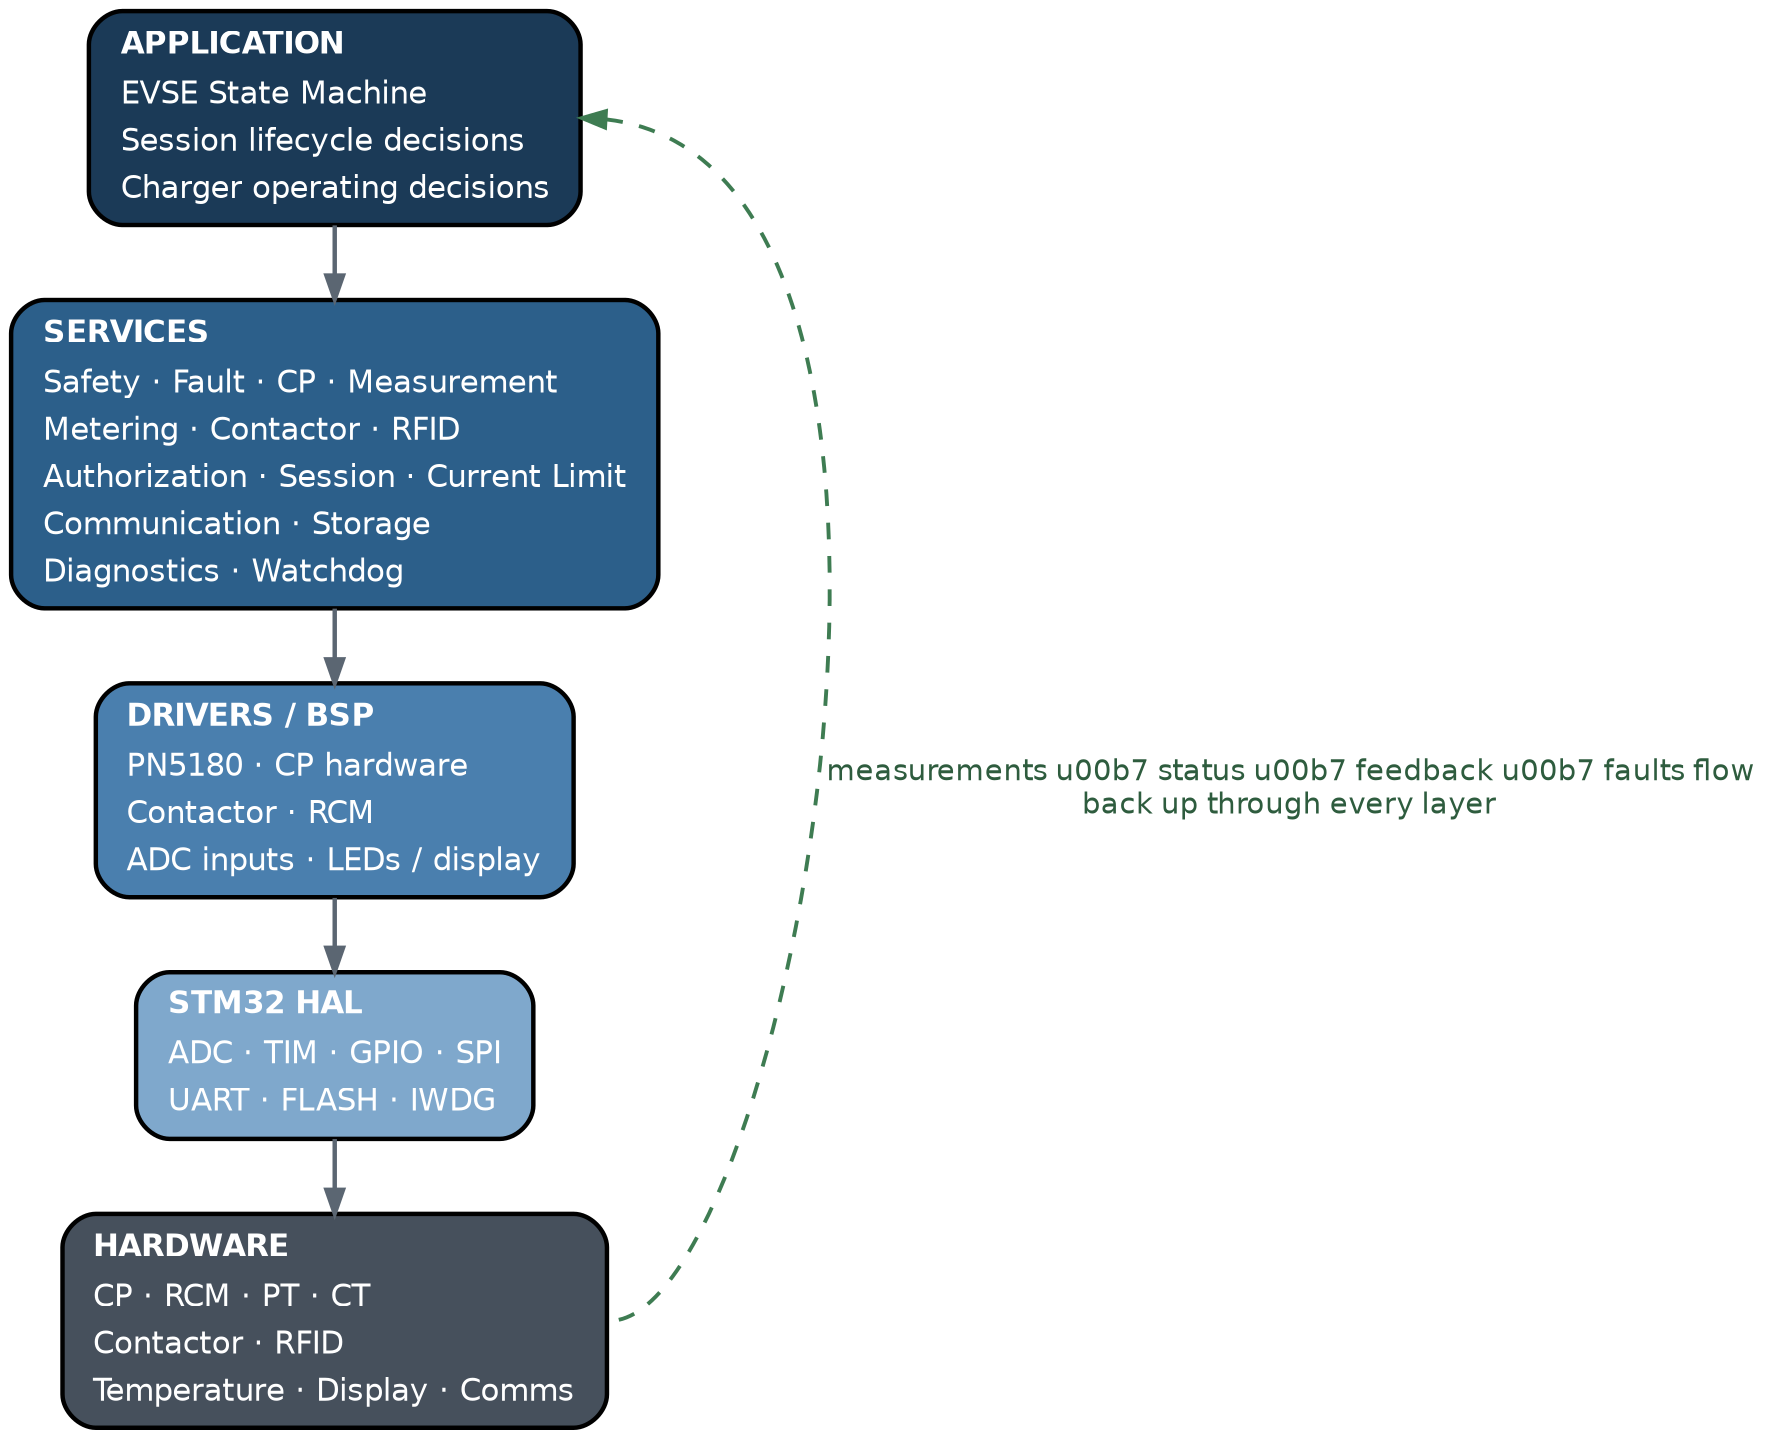 APPLICATION
EVSE State Machine
Session lifecycle decisions
Charger operating decisions
SERVICES
Safety · Fault · CP · Measurement
Metering · Contactor · RFID
Authorization · Session · Current Limit
Communication · Storage
Diagnostics · Watchdog
DRIVERS / BSP
PN5180 · CP hardware
Contactor · RCM
ADC inputs · LEDs / display
measurements u00b7 status u00b7 feedback u00b7 faults flow
back up through every layer
STM32 HAL
ADC · TIM · GPIO · SPI
UART · FLASH · IWDG
HARDWARE
CP · RCM · PT · CT
Contactor · RFID
Temperature · Display · Comms